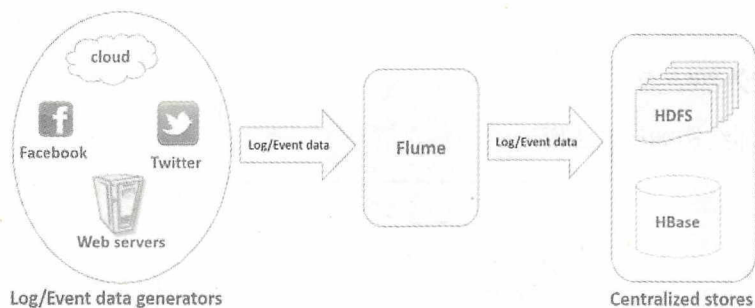 cloud
f
Facebook
Twitter
Web servers
Log/Event data generators
Log/Event data
Flume
Log/Event data
HDFS
HBase
Centralized stores